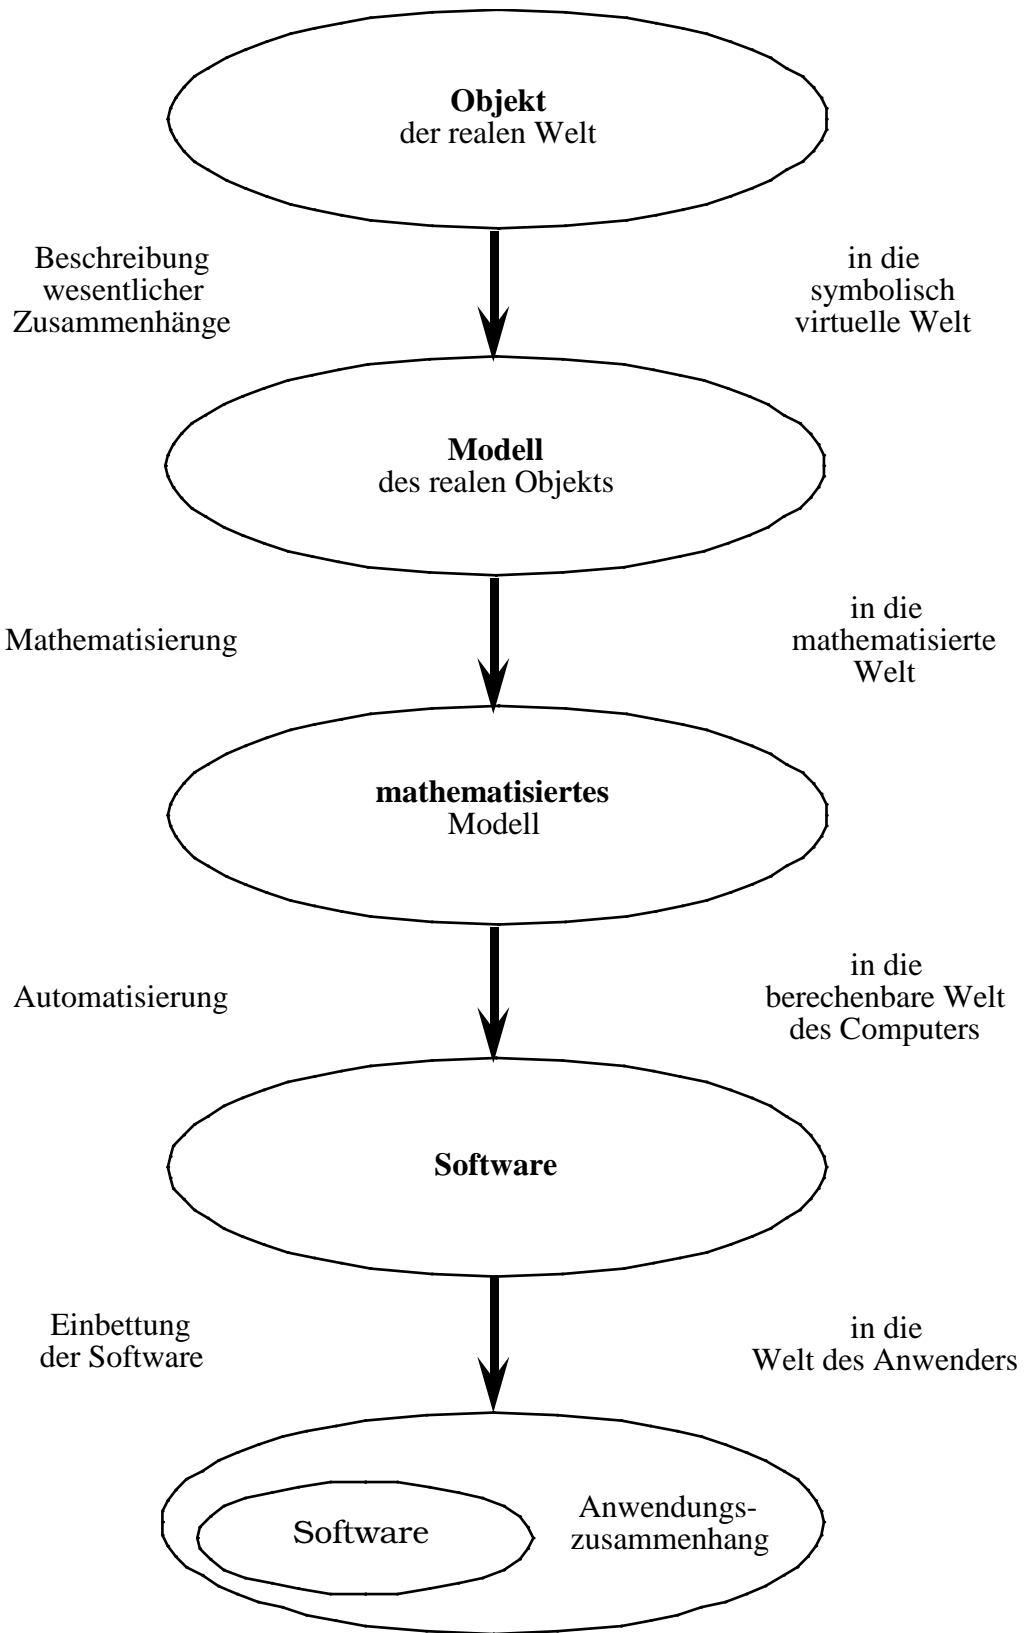 Objekt
der realen Welt
Beschreibung
wesentlicher
Zusammenhänge
in die
symbolisch
virtuelle Welt
Modell
des realen Objekts
Mathematisierung
in die
mathematisierte
Welt
mathematisiertes
Modell
Automatisierung
in die
berechenbare Welt
des Computers
Software
Einbettung
der Software
in die
Welt des Anwenders
Software
Anwendungs-
zusammenhang